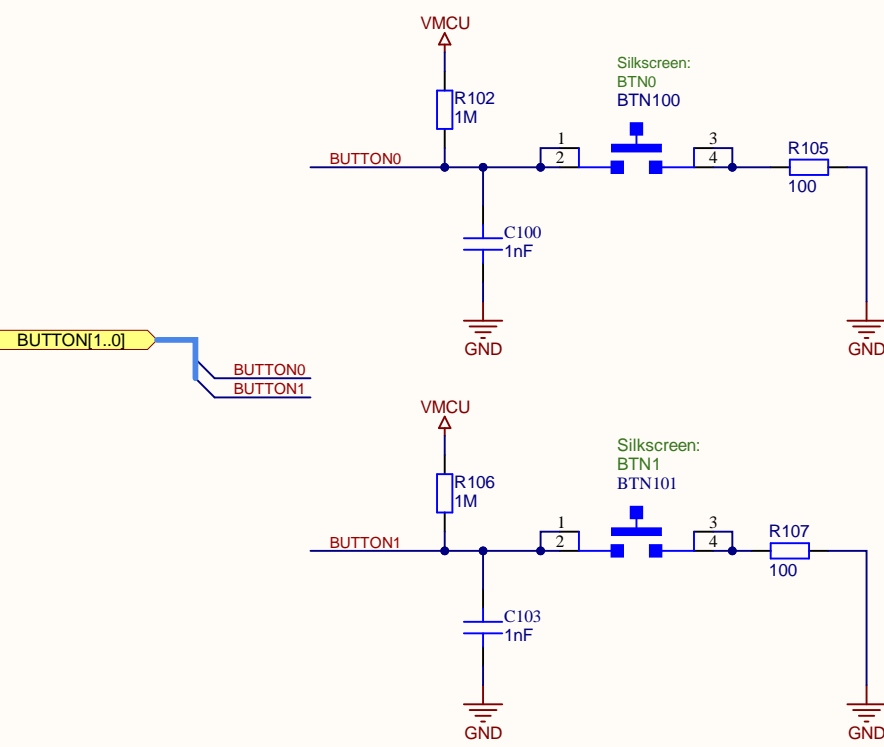 VMCU
R102
1M
Silkscreen:
BTN0
BTN100
BUTTON0
1
2
3
4
R105
100
C100
1nF
GND
GND
BUTTON[1..0]
BUTTON0
BUTTON1
VMCU
R106
1M
Silkscreen:
BTN1
BTN101
BUTTON1
1
2
3
4
R107
100
C103
1nF
GND
GND